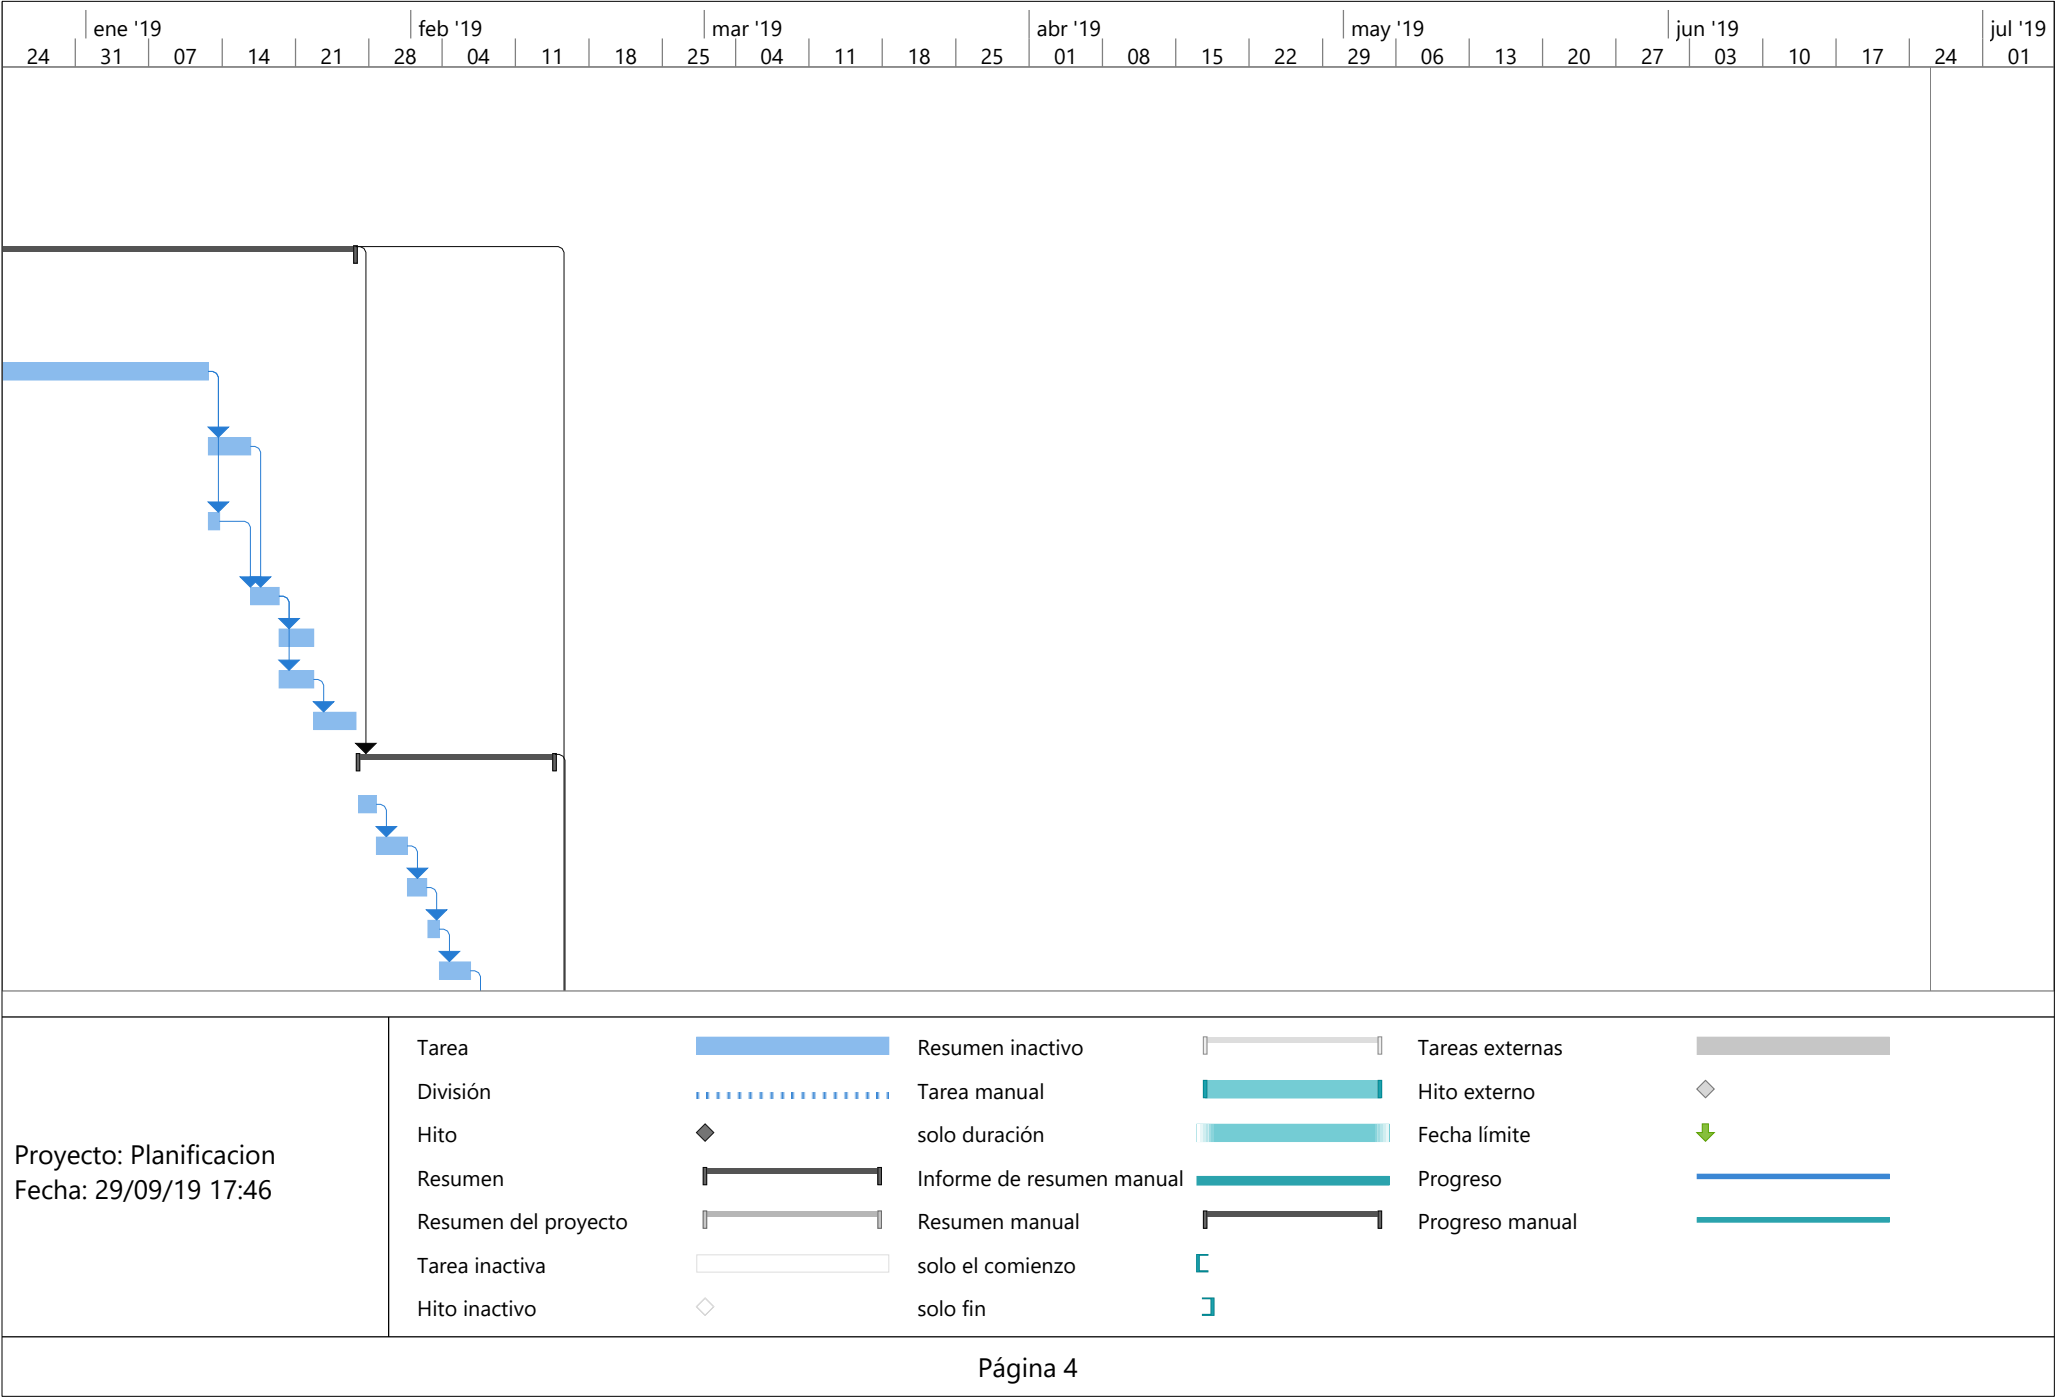 ene '19 feb '19 mar '19 abr '19 may '19 jun '19 jul '19
24 31 07 14 21 28 04 11 18 25 04 11 18 25 01 08 15 22 29 06 13 20 27 03 10 17 24 01
Proyecto: Planificacion
Fecha: 29/09/19 17:46
Tarea
División
Hito
Resumen
Resumen del proyecto
Tarea inactiva
Hito inactivo
Resumen inactivo
Tarea manual
solo duración
Informe de resumen manual
Resumen manual
solo el comienzo
solo fin
Tareas externas
Hito externo
Fecha límite
Progreso
Progreso manual
Página 4